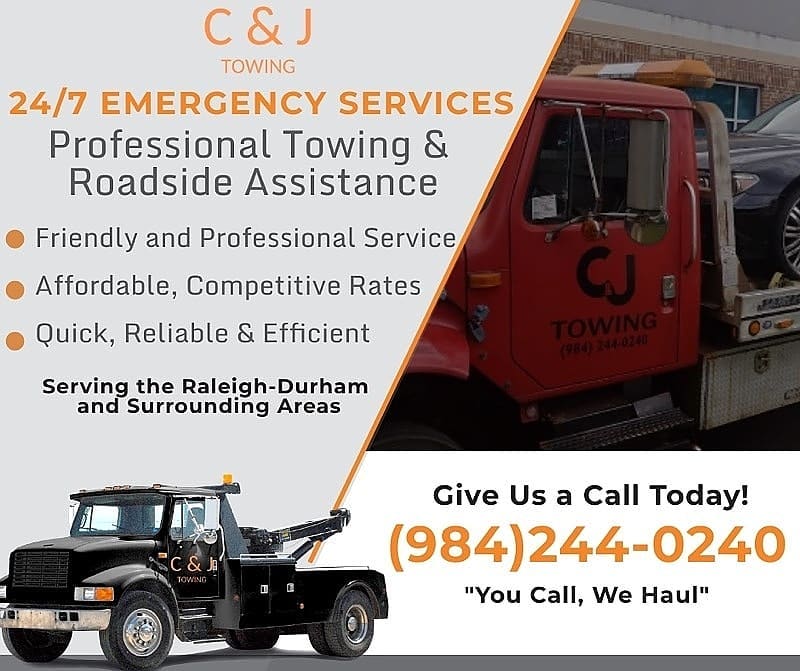 C & J
TOWING
24/7 EMERGENCY SERVICES
Professional Towing &
Roadside Assistance
Friendly and Professional Service
Affordable, Competitive Rates
Quick, Reliable & Efficient
Serving the Raleigh-Durham
and Surrounding Areas
CJ
TOWING
(984) 244-0240
C & J
TOWING
Give Us a Call Today!
(984)244-0240
"You Call, We Haul"